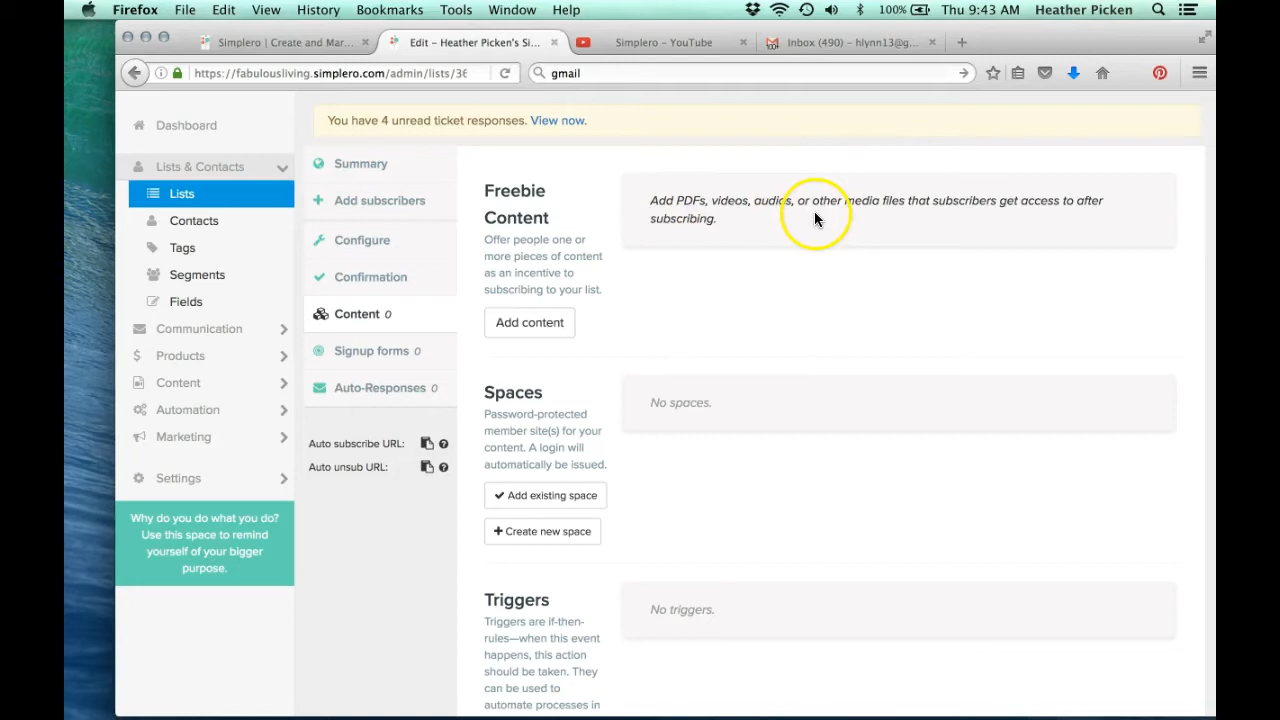 Firefox File Edit View History Bookmarks Tools Window Help 100% Thu 9:43 AM Heather Picken
Simplero | Create and Mar... Edit - Heather Picken's Si... Simplero - YouTube Inbox (490) - hlynn13@g...
https://fabulousliving.simplero.com/admin/lists/36 gmail
You have 4 unread ticket responses. View now.
Dashboard
Lists & Contacts
Lists
Contacts
Tags
Segments
Fields
Communication
Products
Content
Automation
Marketing
Settings
Why do you do what you do?
Use this space to remind
yourself of your bigger
purpose.
Summary
Add subscribers
Configure
Confirmation
Content 0
Signup forms 0
Auto-Responses 0
Auto subscribe URL:
Auto unsub URL:
Freebie
Content
Offer people one or
more pieces of content
as an incentive to
subscribing to your list.
Add content
Add PDFs, videos, audios, or other media files that subscribers get access to after
subscribing.
Spaces
Password-protected
member site(s) for your
content. A login will
automatically be issued.
Add existing space
Create new space
No spaces.
Triggers
Triggers are if-then-
rules—when this event
happens, this action
should be taken. They
can be used to
automate processes in
No triggers.